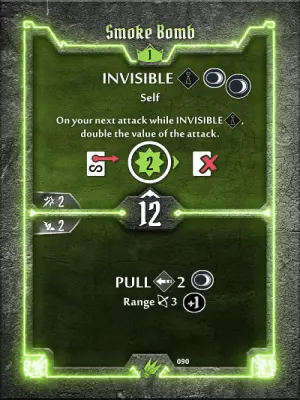 Smoke Bomb
1
INVISIBLE
Self
On your next attack while INVISIBLE ,
double the value of the attack.
2
2
12
2
PULL 2
Range 3 +1
090